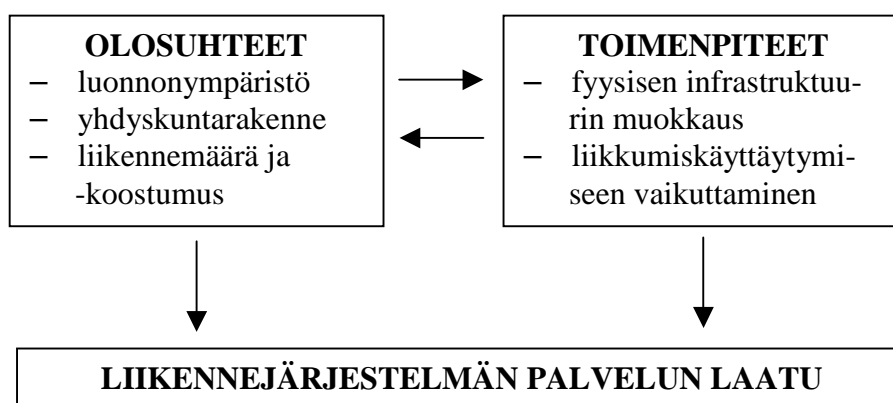 OLOSUHTEET
– luonnonympäristö
– yhdyskuntarakenne
– liikennemäärä ja
-koostumus
TOIMENPITEET
– fyysisen infrastruktuu-
rin muokkaus
– liikkumiskäyttäytymi-
seen vaikuttaminen
LIIKENNEJÄRJESTELMÄN PALVELUN LAATU